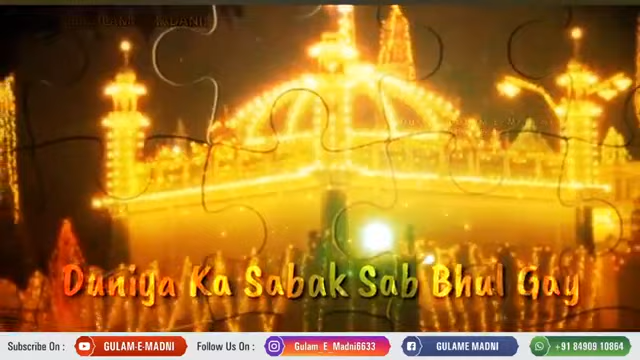 Duniya Ka Sabak Sab Bhul Gay
Subscribe On : GULAM-E-MADNI Follow Us On : Gulam_E_Madni6633 GULAME MADNI +91 84909 10864